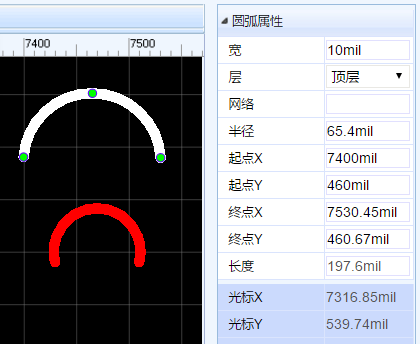 7400 7500
圆弧属性
宽 10mil
层 顶层
网络
半径 65.4mil
起点X 7400mil
起点Y 460mil
终点X 7530.45mil
终点Y 460.67mil
长度 197.6mil
光标X 7316.85mil
光标Y 539.74mil